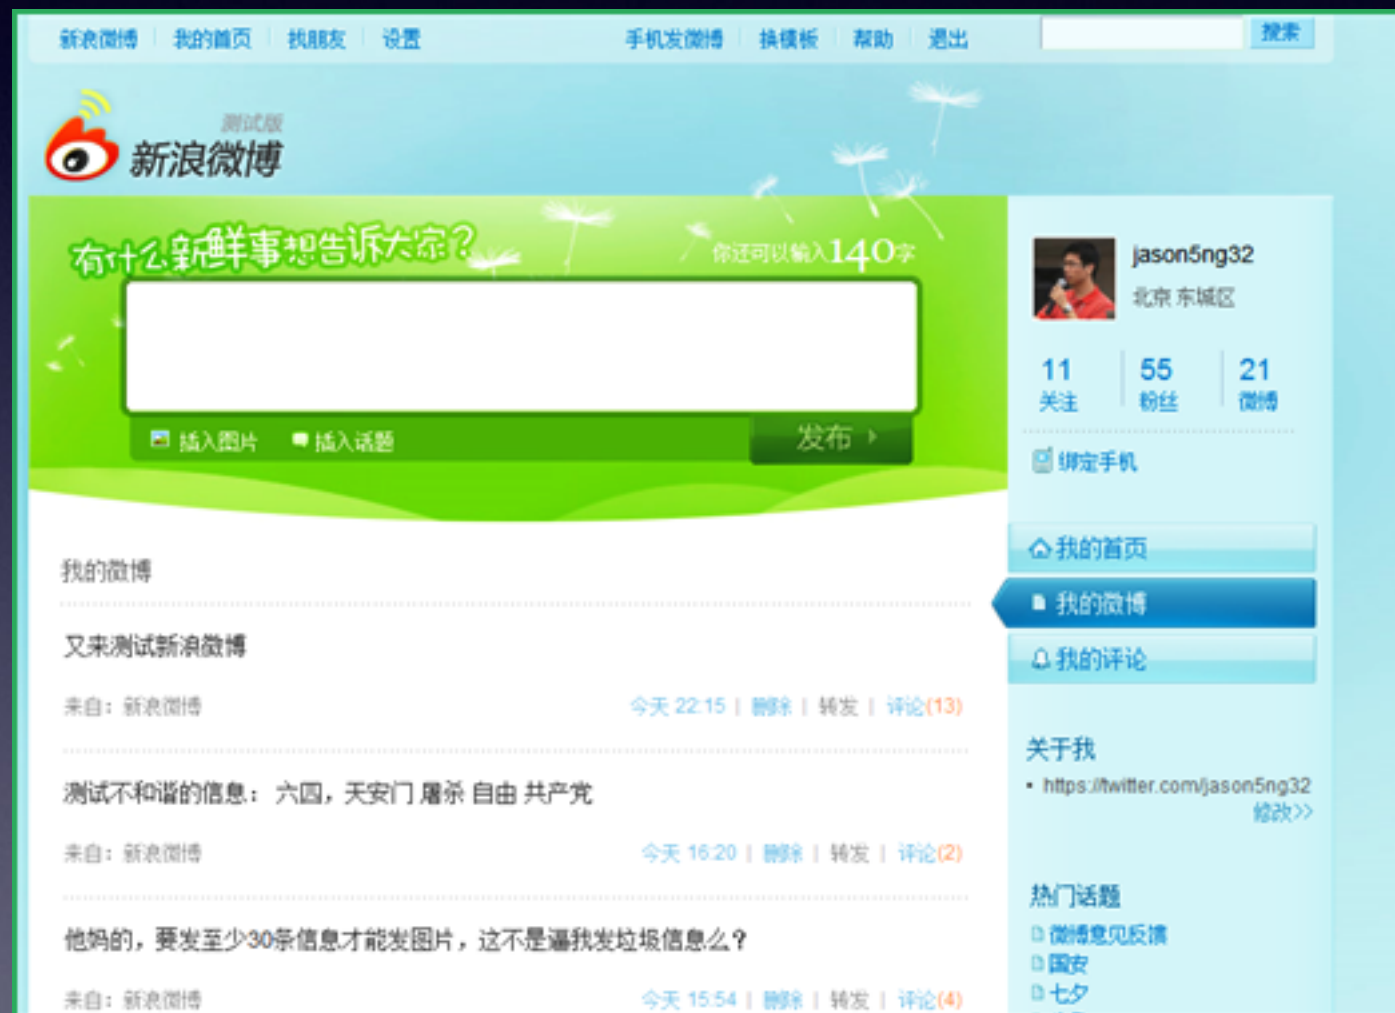 新浪微博 我的首页 找朋友 设置 手机发微博 换模板 帮助 退出 搜索
测试版
新浪微博
有什么新鲜事想告诉大家? 你还可以输入140字
插入图片 插入话题 发布
我的微博
又来测试新浪微博
来自：新浪微博 今天 22:15 | 删除 | 转发 | 评论(13)
测试不和谐的信息： 六四，天安门 屠杀 自由 共产党
来自：新浪微博 今天 16:20 | 删除 | 转发 | 评论(2)
他妈的，要发至少30条信息才能发图片，这不是逼我发垃圾信息么？
来自：新浪微博 今天 15:54 | 删除 | 转发 | 评论(4)
jason5ng32
北京 东城区
11 55 21
关注 粉丝 微博
绑定手机
我的首页
我的微博
我的评论
关于我
https://twitter.com/jason5ng32
修改>>
热门话题
微博意见反馈
国安
七夕